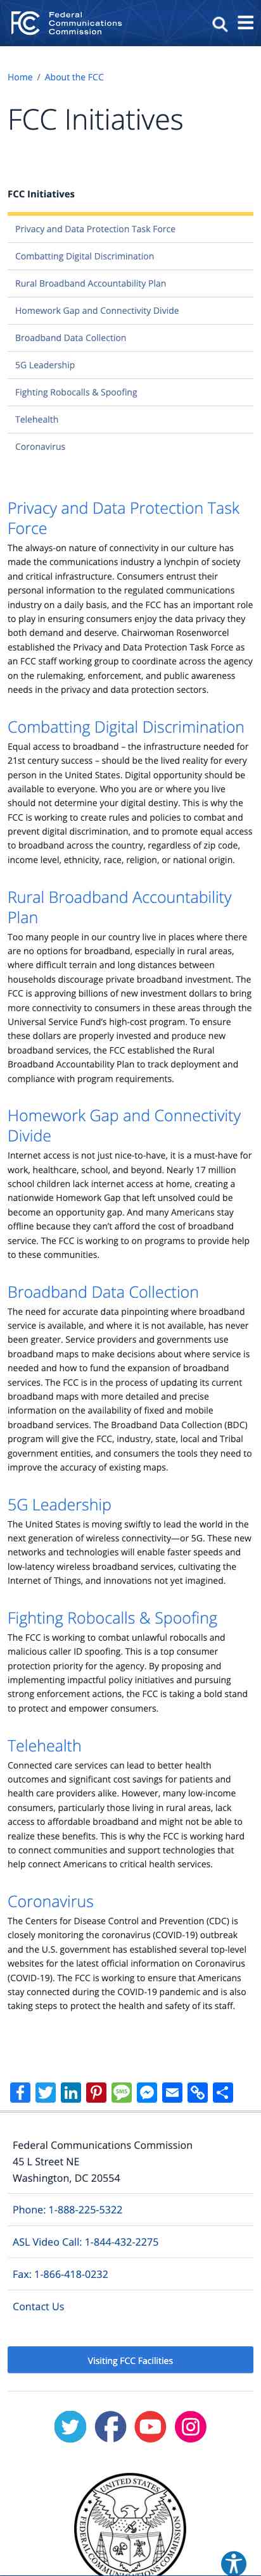 Federal
Communications
Commission
Home / About the FCC
FCC Initiatives
FCC Initiatives
Privacy and Data Protection Task Force
Combatting Digital Discrimination
Rural Broadband Accountability Plan
Homework Gap and Connectivity Divide
Broadband Data Collection
5G Leadership
Fighting Robocalls & Spoofing
Telehealth
Coronavirus
Privacy and Data Protection Task
Force
The always-on nature of connectivity in our culture has
made the communications industry a lynchpin of society
and critical infrastructure. Consumers entrust their
personal information to the regulated communications
industry on a daily basis, and the FCC has an important role
to play in ensuring consumers enjoy the data privacy they
both demand and deserve. Chairwoman Rosenworcel
established the Privacy and Data Protection Task Force as
an FCC staff working group to coordinate across the agency
on the rulemaking, enforcement, and public awareness
needs in the privacy and data protection sectors.
Combatting Digital Discrimination
Equal access to broadband – the infrastructure needed for
21st century success – should be the lived reality for every
person in the United States. Digital opportunity should be
available to everyone. Who you are or where you live
should not determine your digital destiny. This is why the
FCC is working to create rules and policies to combat and
prevent digital discrimination, and to promote equal access
to broadband across the country, regardless of zip code,
income level, ethnicity, race, religion, or national origin.
Rural Broadband Accountability
Plan
Too many people in our country live in places where there
are no options for broadband, especially in rural areas,
where difficult terrain and long distances between
households discourage private broadband investment. The
FCC is approving billions of new investment dollars to bring
more connectivity to consumers in these areas through the
Universal Service Fund's high-cost program. To ensure
these dollars are properly invested and produce new
broadband services, the FCC established the Rural
Broadband Accountability Plan to track deployment and
compliance with program requirements.
Homework Gap and Connectivity
Divide
Internet access is not just nice-to-have, it is a must-have for
work, healthcare, school, and beyond. Nearly 17 million
school children lack internet access at home, creating a
nationwide Homework Gap that left unsolved could be
become an opportunity gap. And many Americans stay
offline because they can't afford the cost of broadband
service. The FCC is working to on programs to provide help
to these communities.
Broadband Data Collection
The need for accurate data pinpointing where broadband
service is available, and where it is not available, has never
been greater. Service providers and governments use
broadband maps to make decisions about where service is
needed and how to fund the expansion of broadband
services. The FCC is in the process of updating its current
broadband maps with more detailed and precise
information on the availability of fixed and mobile
broadband services. The Broadband Data Collection (BDC)
program will give the FCC, industry, state, local and Tribal
government entities, and consumers the tools they need to
improve the accuracy of existing maps.
5G Leadership
The United States is moving swiftly to lead the world in the
next generation of wireless connectivity—or 5G. These new
networks and technologies will enable faster speeds and
low-latency wireless broadband services, cultivating the
Internet of Things, and innovations not yet imagined.
Fighting Robocalls & Spoofing
The FCC is working to combat unlawful robocalls and
malicious caller ID spoofing. This is a top consumer
protection priority for the agency. By proposing and
implementing impactful policy initiatives and pursuing
strong enforcement actions, the FCC is taking a bold stand
to protect and empower consumers.
Telehealth
Connected care services can lead to better health
outcomes and significant cost savings for patients and
health care providers alike. However, many low-income
consumers, particularly those living in rural areas, lack
access to affordable broadband and might not be able to
realize these benefits. This is why the FCC is working hard
to connect communities and support technologies that
help connect Americans to critical health services.
Coronavirus
The Centers for Disease Control and Prevention (CDC) is
closely monitoring the coronavirus (COVID-19) outbreak
and the U.S. government has established several top-level
websites for the latest official information on Coronavirus
(COVID-19). The FCC is working to ensure that Americans
stay connected during the COVID-19 pandemic and is also
taking steps to protect the health and safety of its staff.
SMS
Federal Communications Commission
45 L Street NE
Washington, DC 20554
Phone: 1-888-225-5322
ASL Video Call: 1-844-432-2275
Fax: 1-866-418-0232
Contact Us
Visiting FCC Facilities
UNITED STATES
FEDERAL COMMUNICATIONS COMMISSION